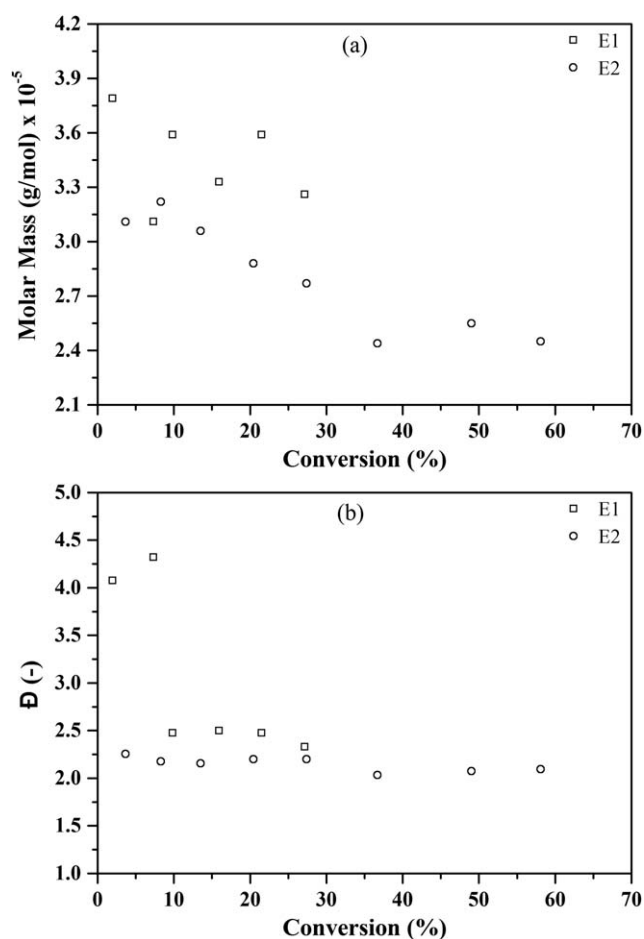 (a)
E1
E2
Molar Mass (g/mol) x 10⁻⁵
4.2
3.9
3.6
3.3
3.0
2.7
2.4
2.1
0 10 20 30 40 50 60 70
Conversion (%)
(b)
E1
E2
Đ (-)
5.0
4.5
4.0
3.5
3.0
2.5
2.0
1.5
1.0
0 10 20 30 40 50 60 70
Conversion (%)